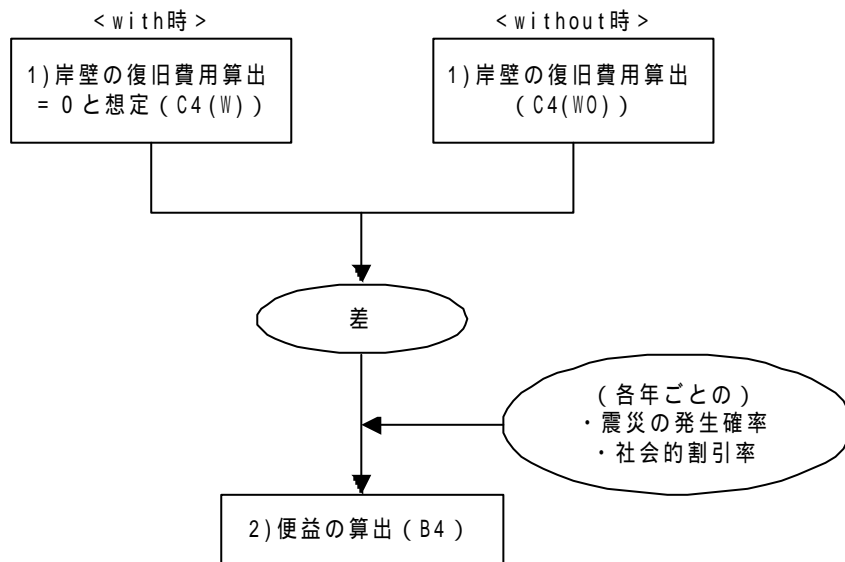 <with時>
<without時>
1)岸壁の復旧費用算出
=0と想定(C4(W))
1)岸壁の復旧費用算出
(C4(WO))
差
(各年ごとの)
・震災の発生確率
・社会的割引率
2)便益の算出(B4)